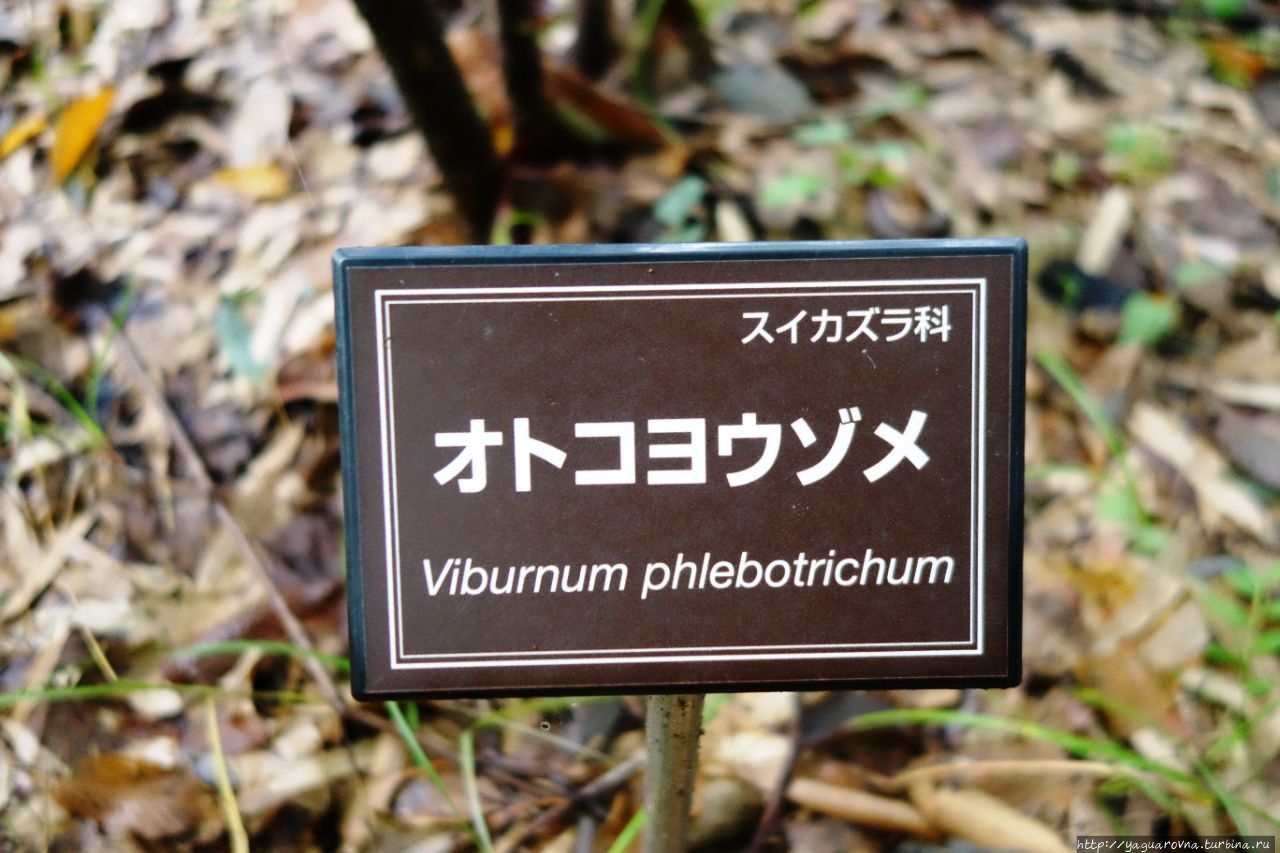 スイカズラ科
オトコヨウゾメ
Viburnum phlebotrichum
http://yaguarovna.turbina.ru